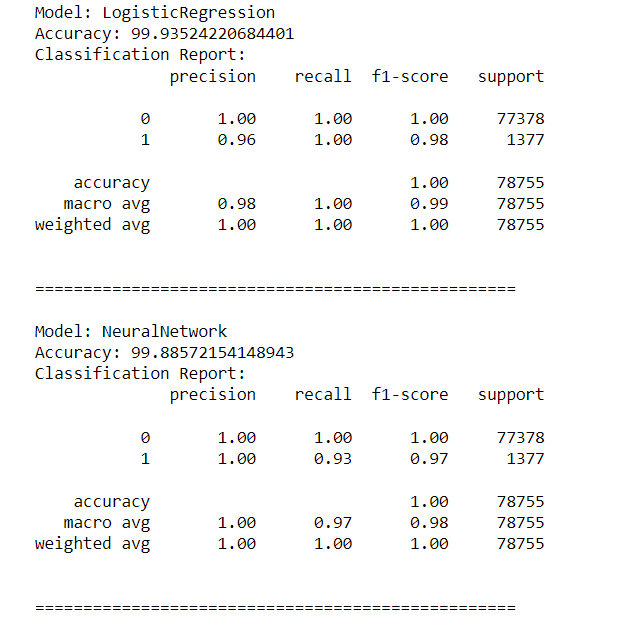 Model: LogisticRegression
Accuracy: 99.93524220684401
Classification Report:
              precision    recall  f1-score   support

           0       1.00      1.00      1.00     77378
           1       0.96      1.00      0.98      1377

    accuracy                           1.00     78755
   macro avg       0.98      1.00      0.99     78755
weighted avg       1.00      1.00      1.00     78755

==================================================

Model: NeuralNetwork
Accuracy: 99.88572154148943
Classification Report:
              precision    recall  f1-score   support

           0       1.00      1.00      1.00     77378
           1       1.00      0.93      0.97      1377

    accuracy                           1.00     78755
   macro avg       1.00      0.97      0.98     78755
weighted avg       1.00      1.00      1.00     78755

==================================================